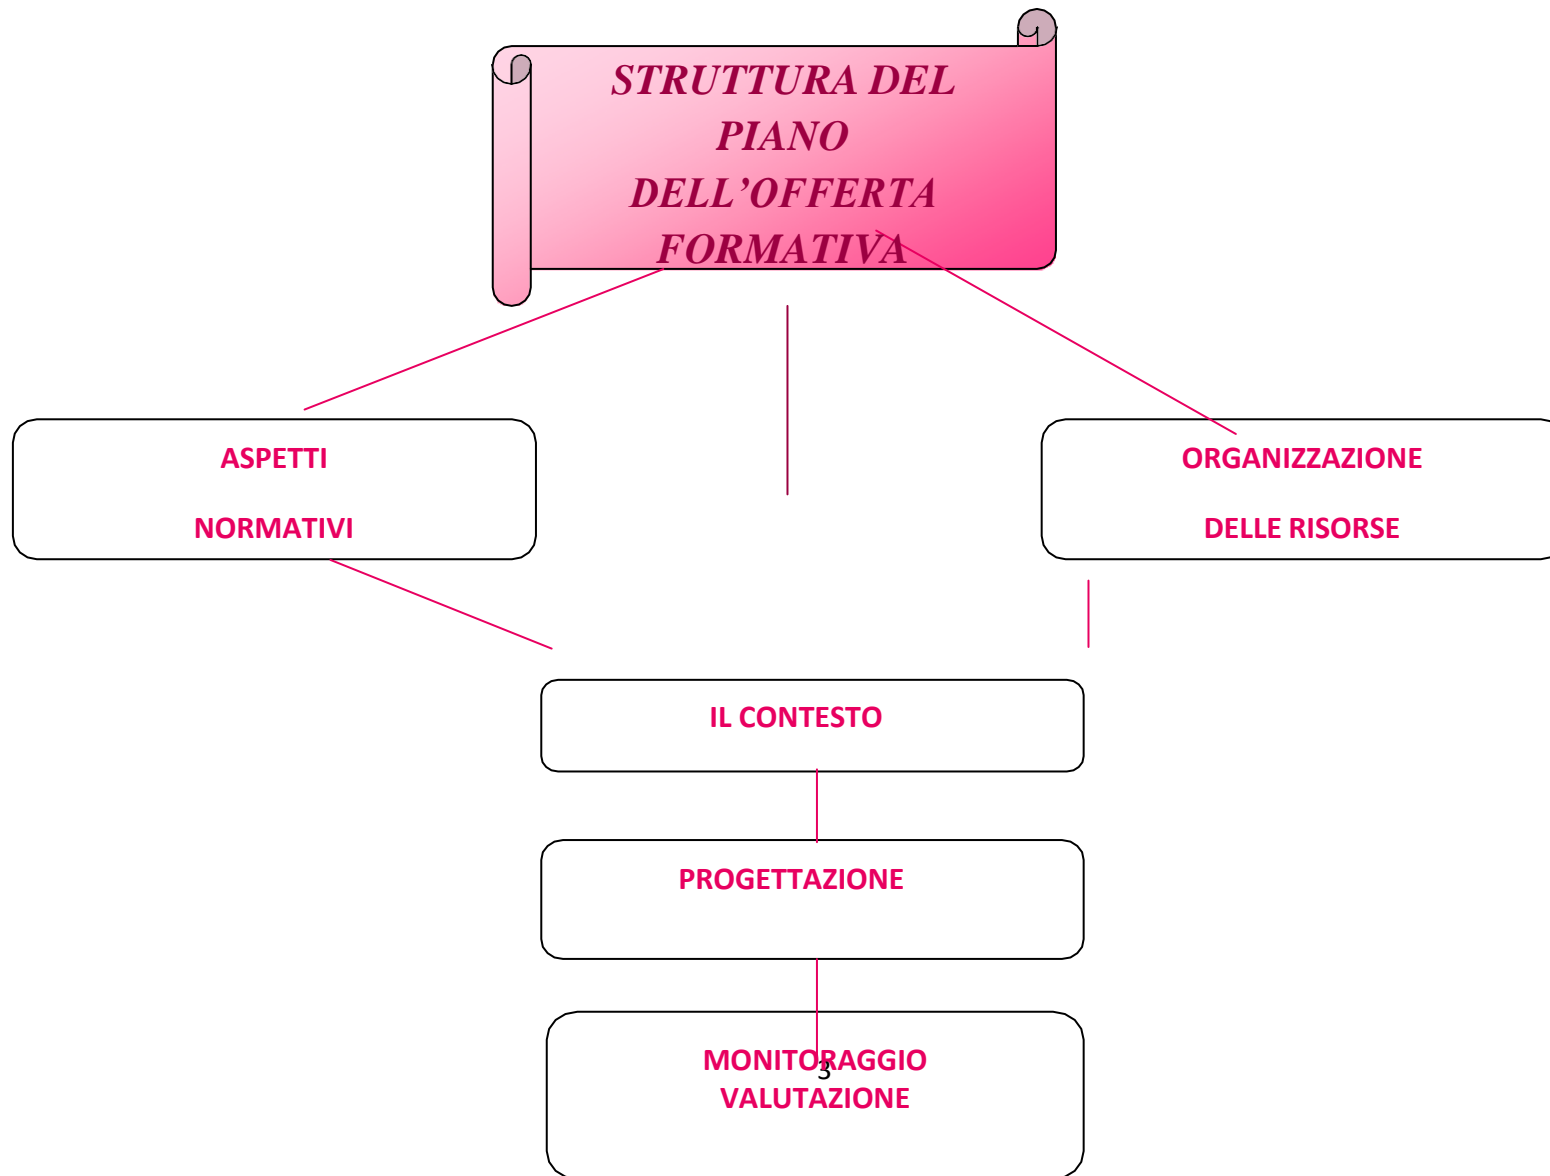 STRUTTURA DEL
PIANO
DELL’OFFERTA
FORMATIVA
ASPETTI
NORMATIVI
ORGANIZZAZIONE
DELLE RISORSE
IL CONTESTO
PROGETTAZIONE
MONITORAGGIO
VALUTAZIONE
3